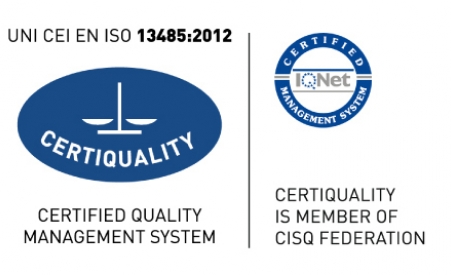 UNI CEI EN ISO 13485:2012
CERTIQUALITY
CERTIFIED QUALITY
MANAGEMENT SYSTEM
CERTIFIED
IQNet
MANAGEMENT SYSTEM
CERTIQUALITY
IS MEMBER OF
CISQ FEDERATION